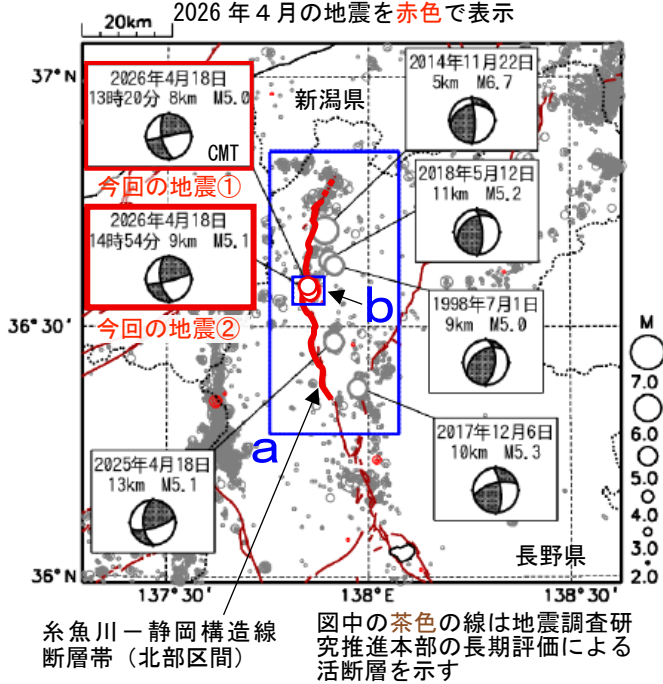 2026年4月の地震を赤色で表示
20km
37°N
2026年4月18日
13時20分 8km M5.0
CMT
今回の地震①
新潟県
2014年11月22日
5km M6.7
2018年5月12日
11km M5.2
2026年4月18日
14時54分 9km M5.1
今回の地震②
b
36°30'
1998年7月1日
9km M5.0
M
7.0
6.0
5.0
4.0
3.0
2.0
a
2025年4月18日
13km M5.1
2017年12月6日
10km M5.3
長野県
36°N
137°30'
138°E
138°30'
糸魚川－静岡構造線
断層帯（北部区間）
図中の茶色の線は地震調査研
究推進本部の長期評価による
活断層を示す